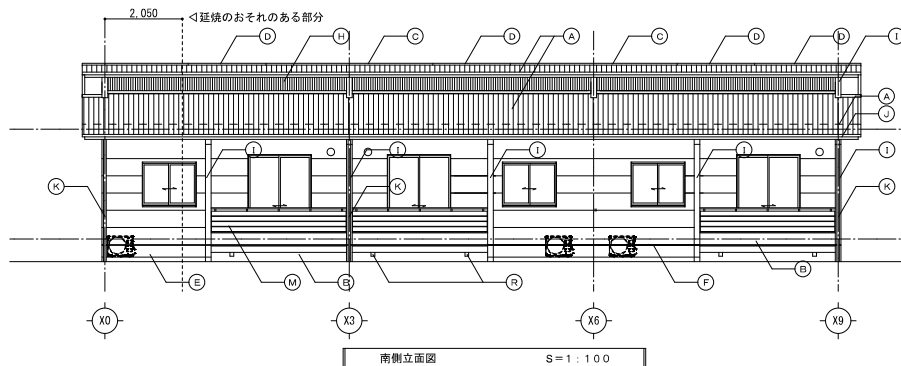 2,050 ◁延焼のおそれのある部分
D H C D A C D D I
A
J
I I I I I
K K K
E M B R F B
X0 X3 X6 X9
南側立面図 S=1:100